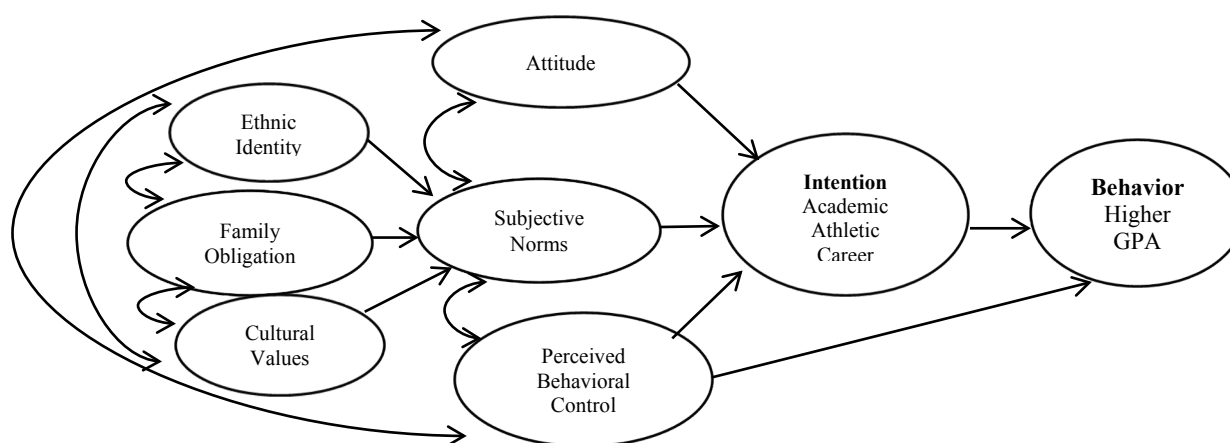 Attitude
Ethnic
Identity
Family
Obligation
Cultural
Values
Subjective
Norms
Perceived
Behavioral
Control
Intention
Academic
Athletic
Career
Behavior
Higher
GPA